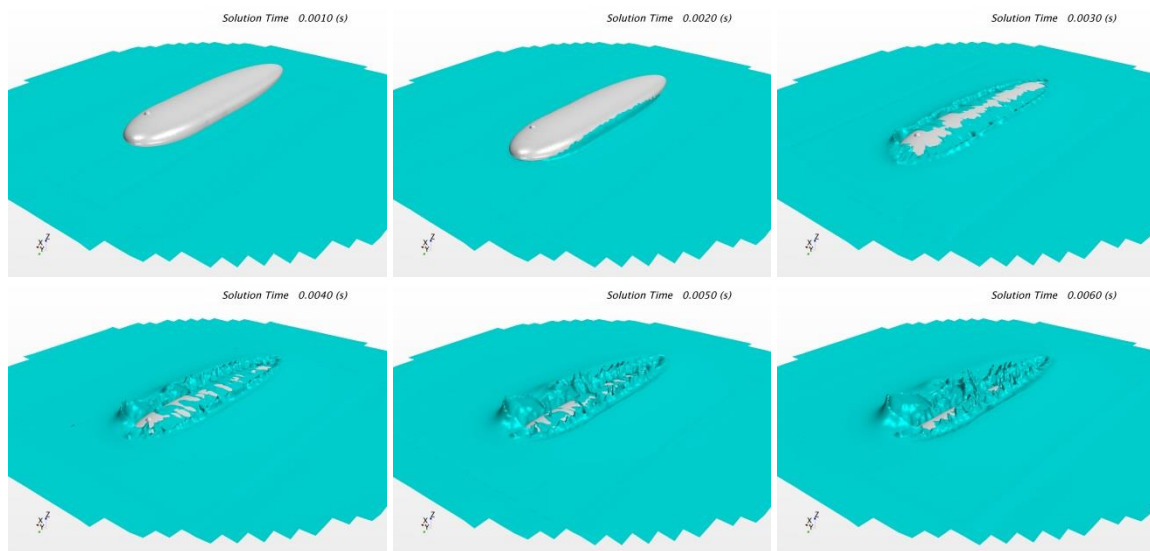 Solution Time 0.0010 (s)
Solution Time 0.0020 (s)
Solution Time 0.0030 (s)
Z
X
Y
Z
X
Y
Z
X
Y
Solution Time 0.0040 (s)
Solution Time 0.0050 (s)
Solution Time 0.0060 (s)
Z
X
Y
Z
X
Y
Z
X
Y